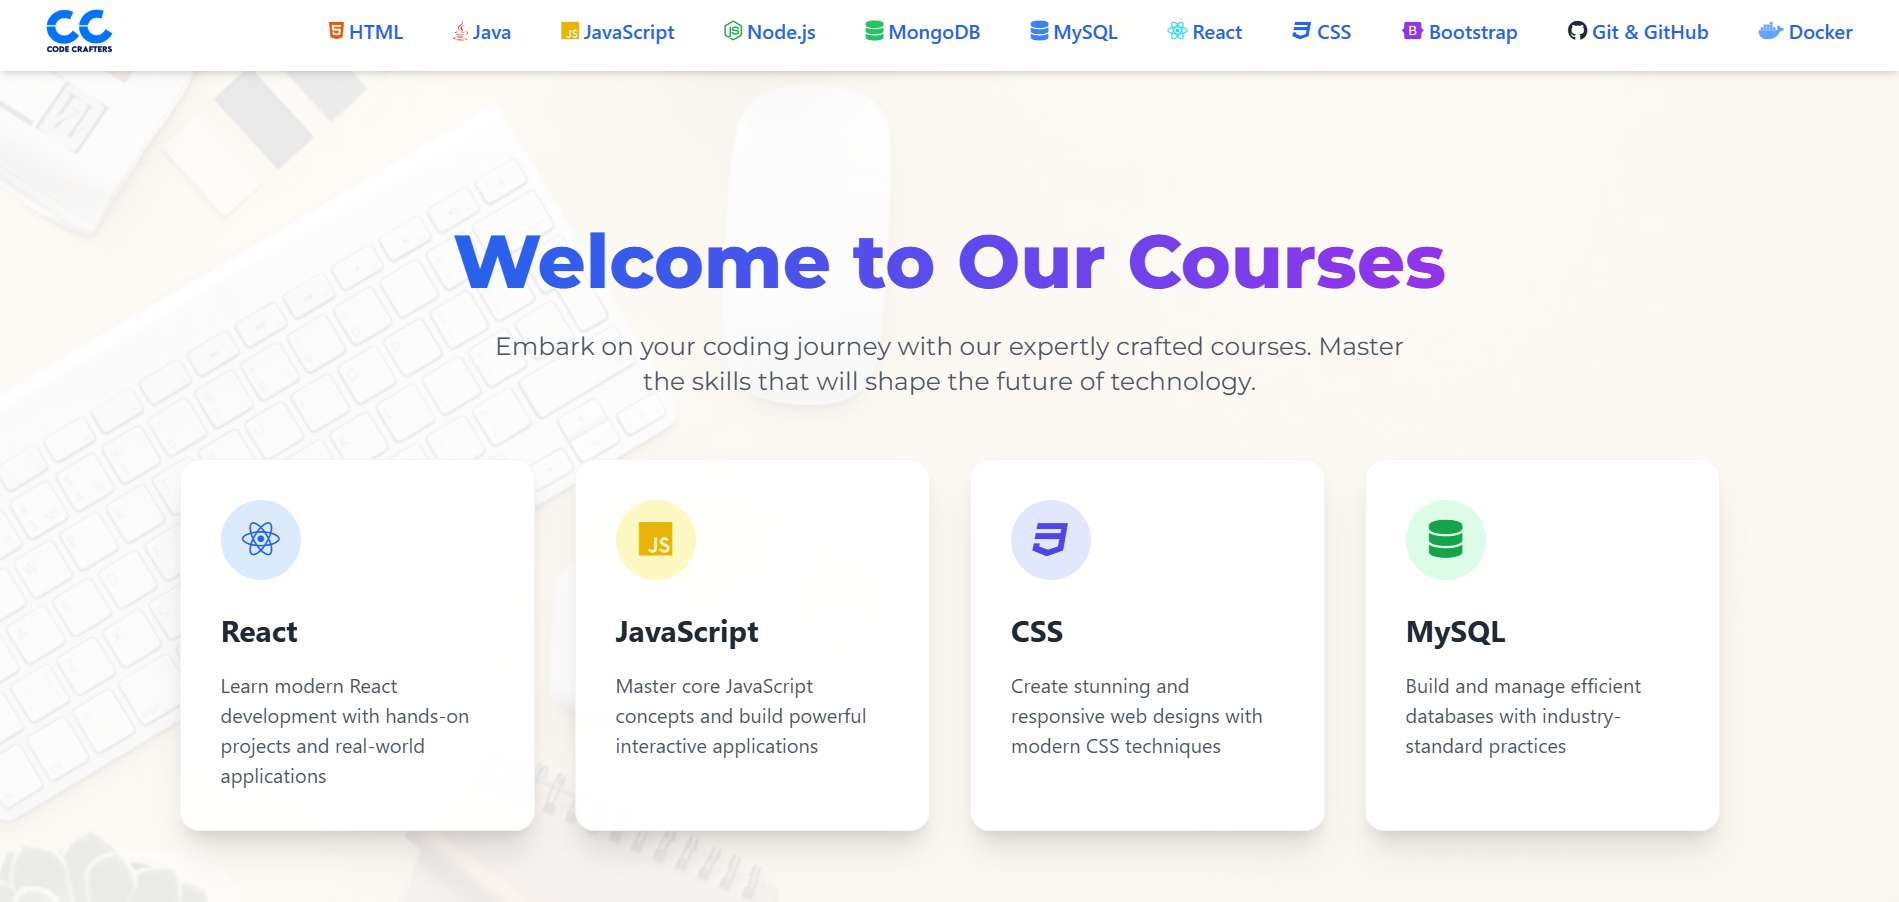 CC
CODE CRAFTERS
HTML
Java
JS JavaScript
Node.js
MongoDB
MySQL
React
CSS
B Bootstrap
Git & GitHub
Docker
Welcome to Our Courses
Embark on your coding journey with our expertly crafted courses. Master
the skills that will shape the future of technology.
React
Learn modern React
development with hands-on
projects and real-world
applications
JS
JavaScript
Master core JavaScript
concepts and build powerful
interactive applications
CSS
Create stunning and
responsive web designs with
modern CSS techniques
MySQL
Build and manage efficient
databases with industry-
standard practices